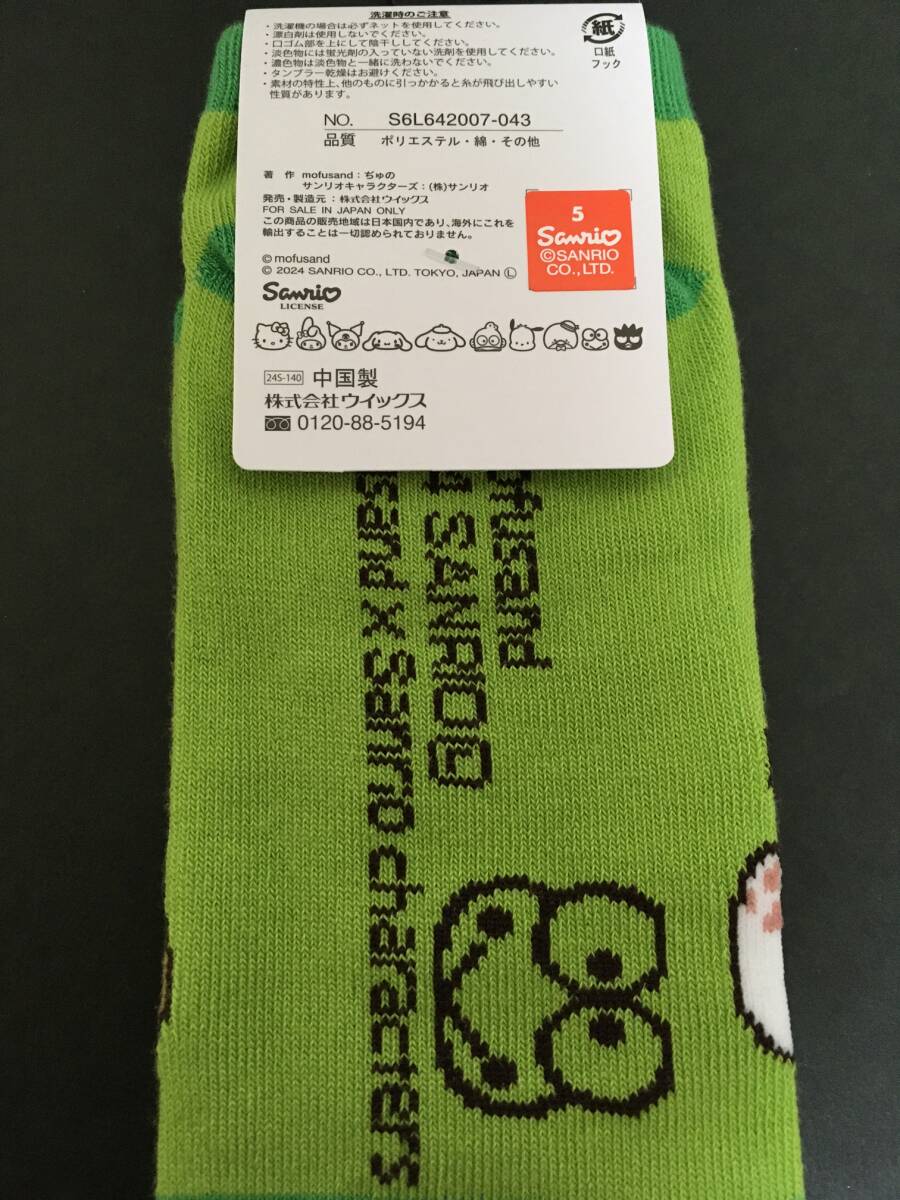 洗濯時のご注意
・洗濯機の場合は必ずネットを使用してください。
・漂白剤は使用しないでください。
・口ゴム部を上にして陰干ししてください。
・淡色物には蛍光剤の入っていない洗剤を使用してください。
・濃色物は淡色物と一緒に洗わないでください。
・タンブラー乾燥はお避けください。
・素材の特性上、他のものに引っかかると糸が飛び出しやすい
性質があります。
紙
口紙
フック
NO. S6L642007-043
品質 ポリエステル・綿・その他
著 作 mofusand:ぢゅの
サンリオキャラクターズ:(株)サンリオ
発売・製造元:株式会社ウイックス
FOR SALE IN JAPAN ONLY
この商品の販売地域は日本国内であり、海外にこれを
輸出することは一切認められておりません。
©mofusand
© 2024 SANRIO CO., LTD. TOKYO, JAPAN Ⓛ
Sanrio
LICENSE
5
Sanrio
©SANRIO
CO.,LTD.
24S-140 中国製
株式会社ウイックス
0120-88-5194
usand
SANRIO Ⓛ
sand x Sanrio characters